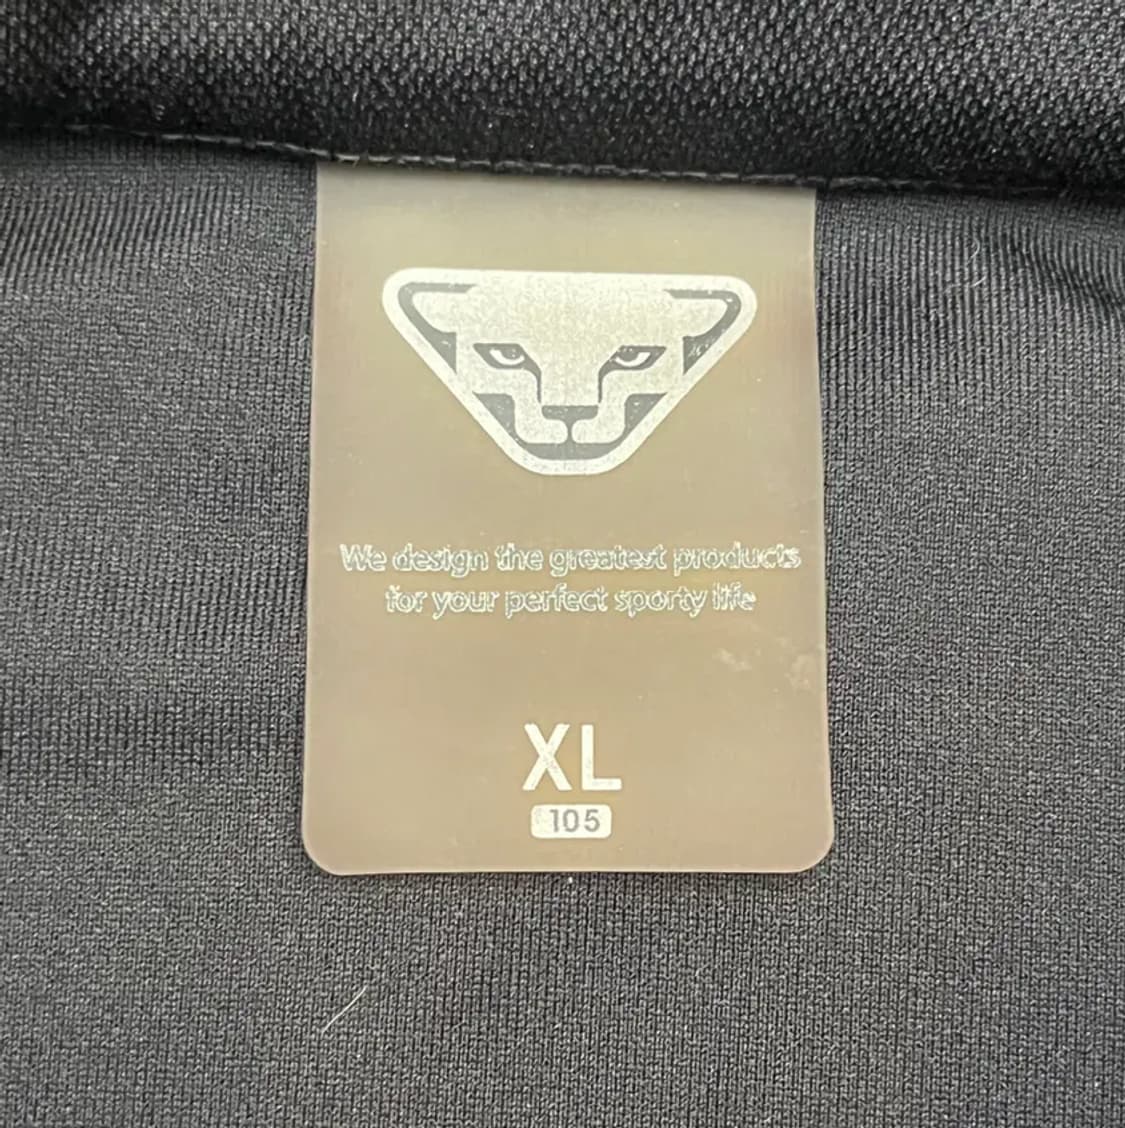 We design the greatest products
for your perfect sporty life
XL
105